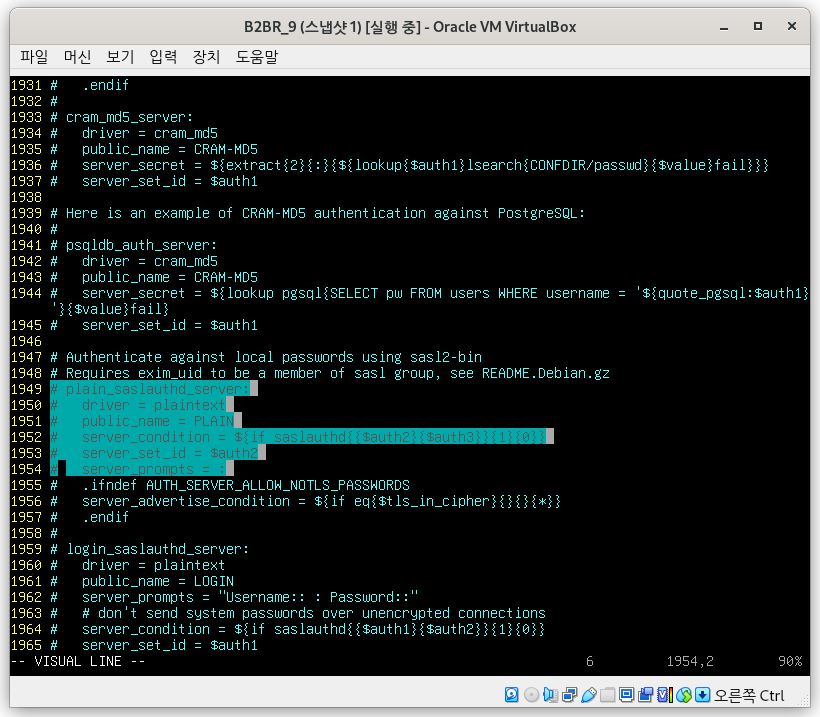 B2BR_9 (스냅샷 1) [실행 중] - Oracle VM VirtualBox
파일 머신 보기 입력 장치 도움말
1931 #   .endif
1932 #
1933 # cram_md5_server:
1934 #   driver = cram_md5
1935 #   public_name = CRAM-MD5
1936 #   server_secret = ${extract{2}{:}{${lookup{$auth1}lsearch{CONFDIR/passwd}{$value}fail}}}
1937 #   server_set_id = $auth1
1938
1939 # Here is an example of CRAM-MD5 authentication against PostgreSQL:
1940 #
1941 # psqldb_auth_server:
1942 #   driver = cram_md5
1943 #   public_name = CRAM-MD5
1944 #   server_secret = ${lookup pgsql{SELECT pw FROM users WHERE username = '${quote_pgsql:$auth1}
'}{$value}fail}
1945 #   server_set_id = $auth1
1946
1947 # Authenticate against local passwords using sasl2-bin
1948 # Requires exim_uid to be a member of sasl group, see README.Debian.gz
1949 # plain_saslauthd_server:
1950 #   driver = plaintext
1951 #   public_name = PLAIN
1952 #   server_condition = ${if saslauthd{{$auth2}{$auth3}}{1}{0}}
1953 #   server_set_id = $auth2
1954 #   server_prompts = :
1955 #   .ifndef AUTH_SERVER_ALLOW_NOTLS_PASSWORDS
1956 #   server_advertise_condition = ${if eq{$tls_in_cipher}{}{}{*}}
1957 #   .endif
1958 #
1959 # login_saslauthd_server:
1960 #   driver = plaintext
1961 #   public_name = LOGIN
1962 #   server_prompts = "Username:: : Password::"
1963 #   # don't send system passwords over unencrypted connections
1964 #   server_condition = ${if saslauthd{{$auth1}{$auth2}}{1}{0}}
1965 #   server_set_id = $auth1
-- VISUAL LINE -- 6 1954,2 90%
오른쪽 Ctrl